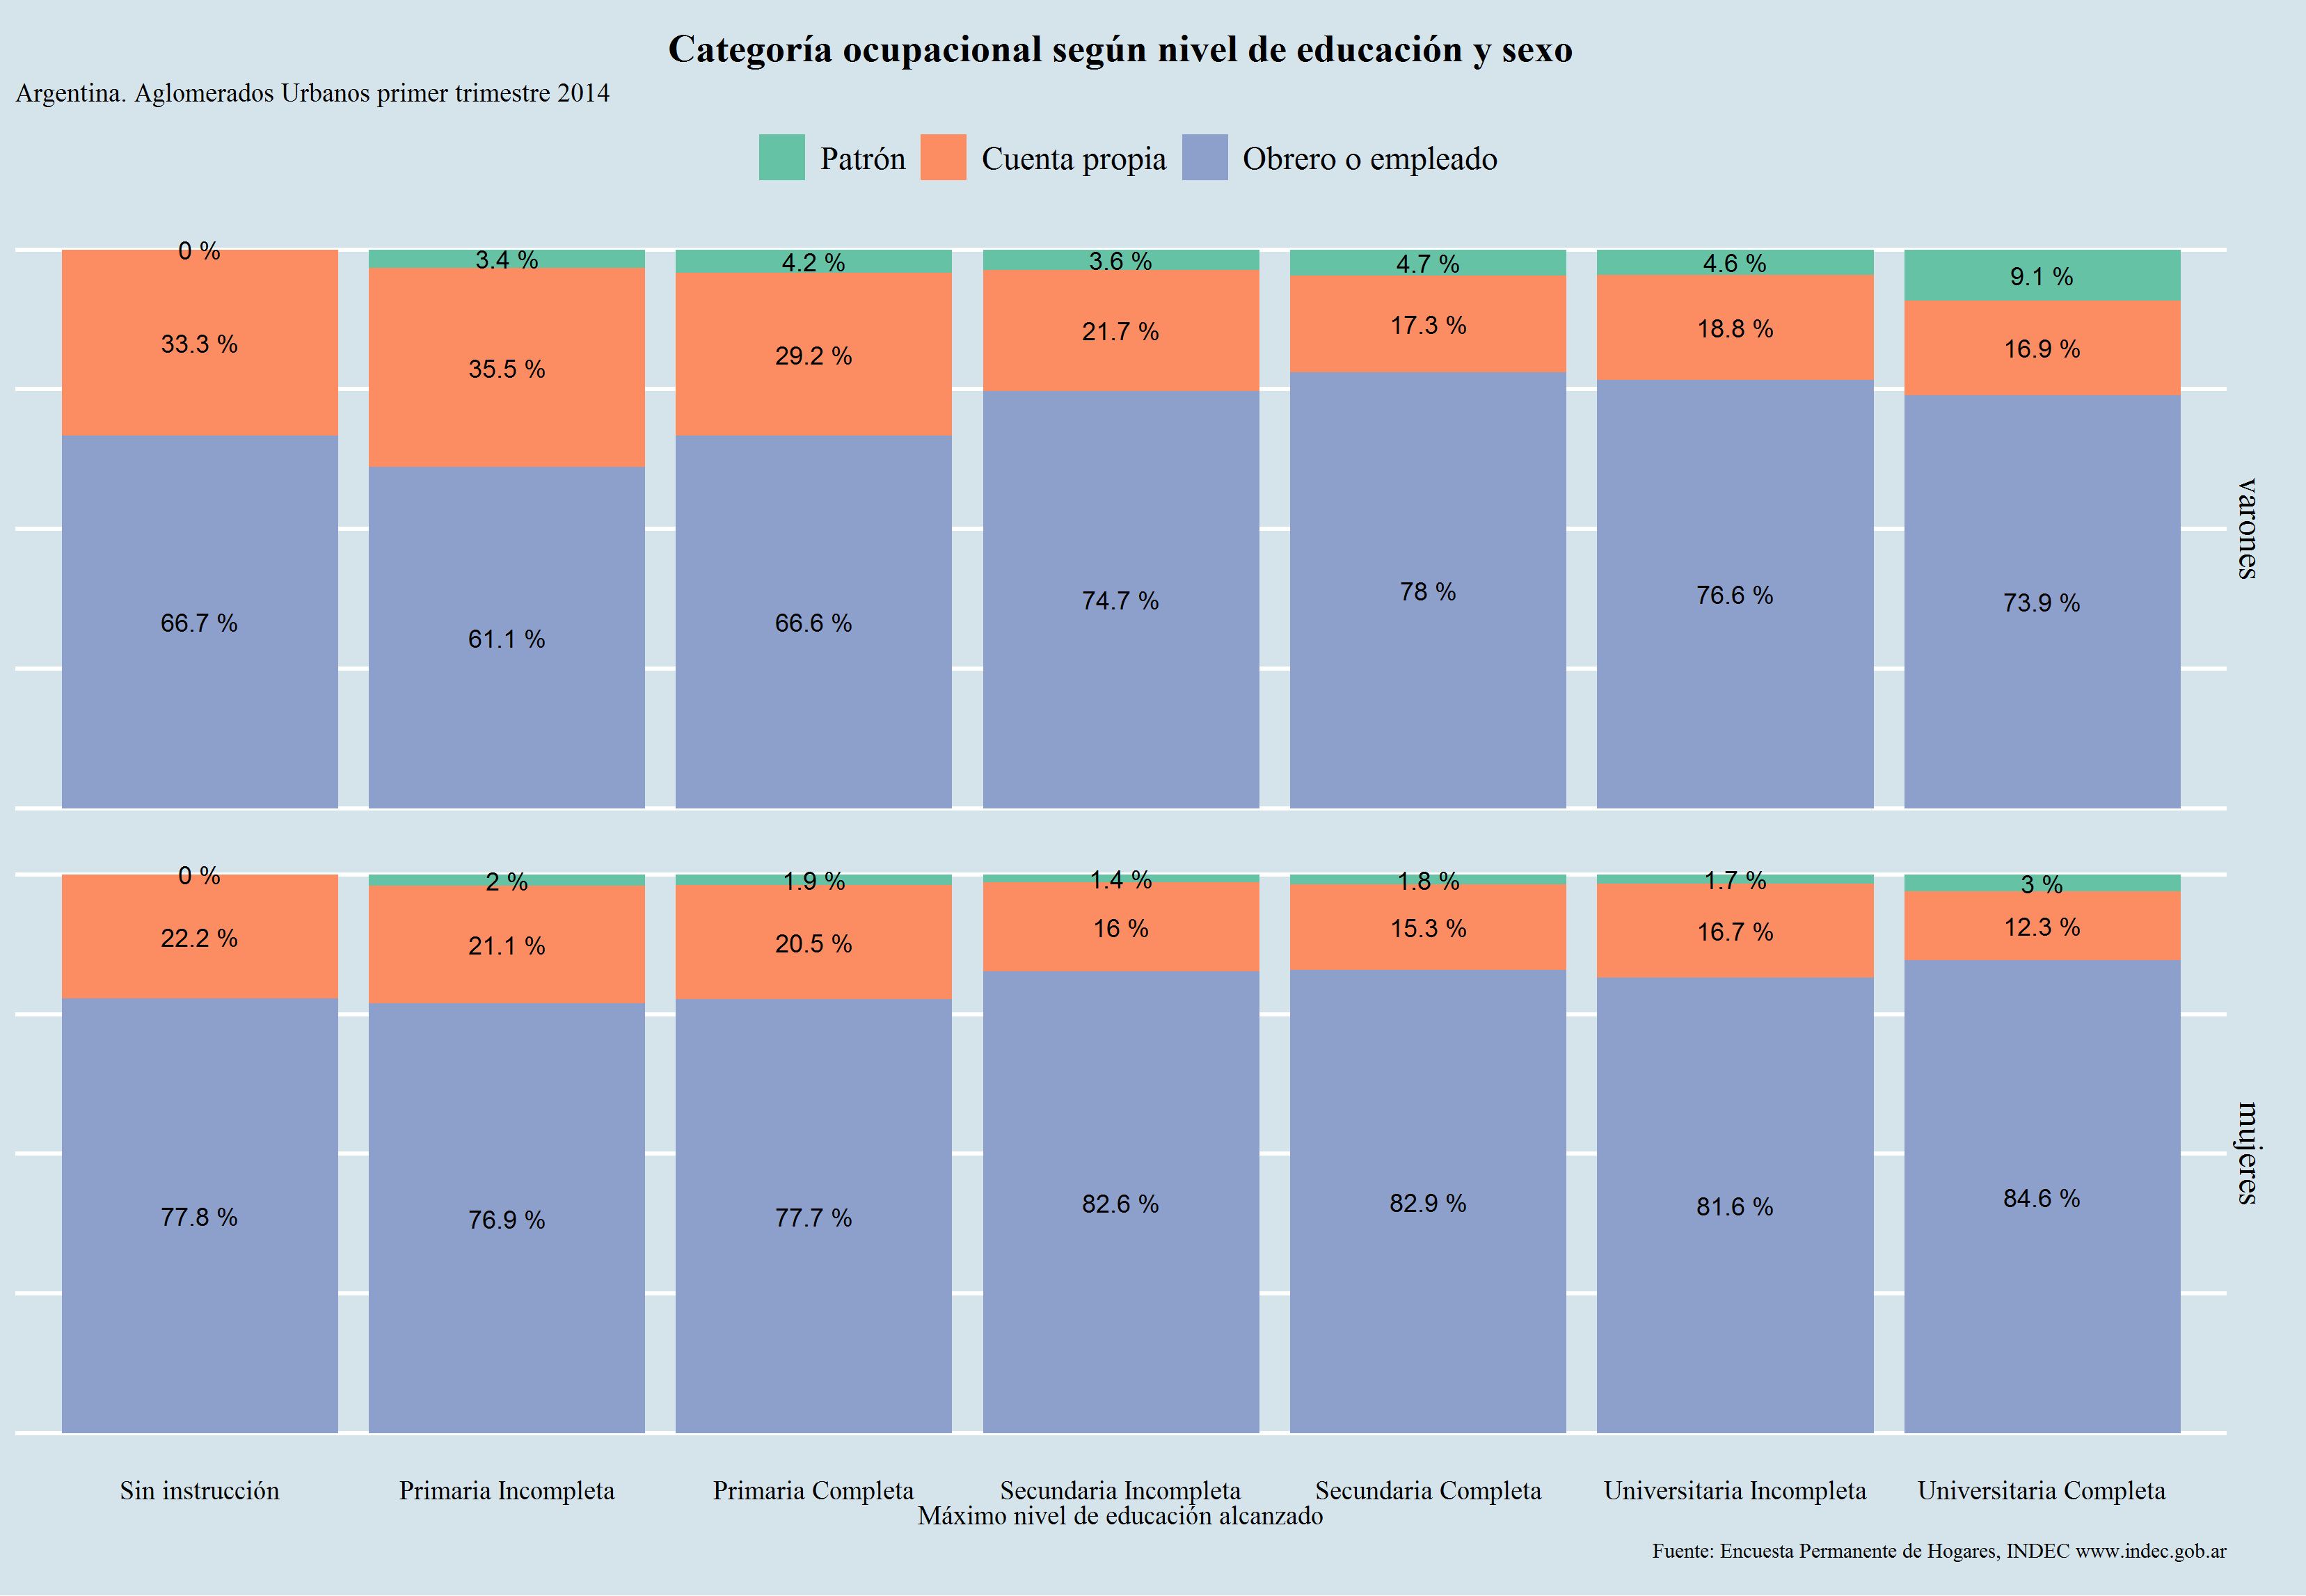 Categoría ocupacional según nivel de educación y sexo
Argentina. Aglomerados Urbanos primer trimestre 2014
Patrón Cuenta propia Obrero o empleado
0 % 3.4 % 4.2 % 3.6 % 4.7 % 4.6 % 9.1 %
33.3 % 35.5 % 29.2 % 21.7 % 17.3 % 18.8 % 16.9 %
66.7 % 61.1 % 66.6 % 74.7 % 78 % 76.6 % 73.9 %
varones
0 % 2 % 1.9 % 1.4 % 1.8 % 1.7 % 3 %
22.2 % 21.1 % 20.5 % 16 % 15.3 % 16.7 % 12.3 %
77.8 % 76.9 % 77.7 % 82.6 % 82.9 % 81.6 % 84.6 %
mujeres
Sin instrucción Primaria Incompleta Primaria Completa Secundaria Incompleta Secundaria Completa Universitaria Incompleta Universitaria Completa
Máximo nivel de educación alcanzado
Fuente: Encuesta Permanente de Hogares, INDEC www.indec.gob.ar